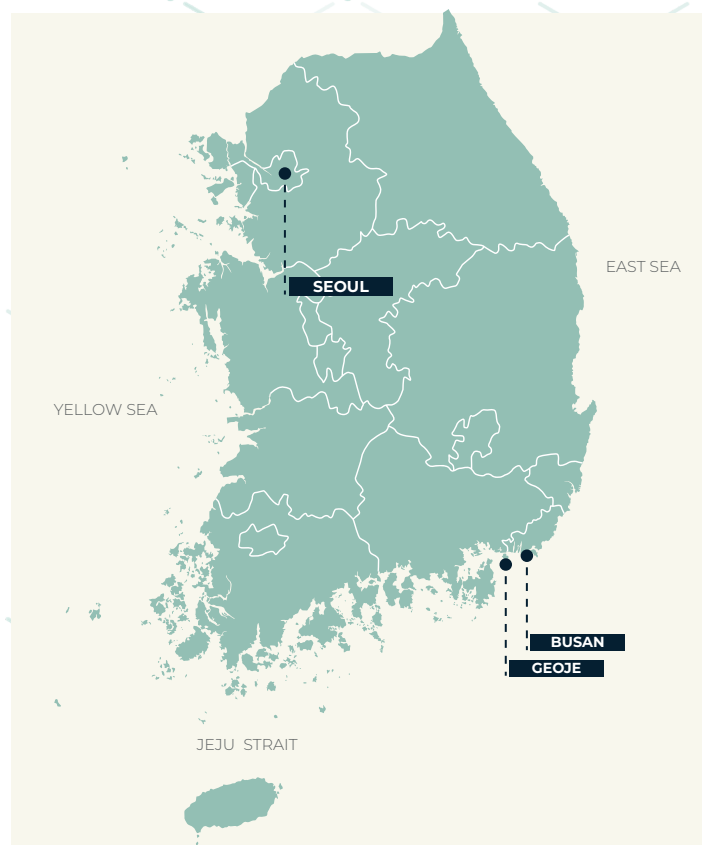 EAST SEA
SEOUL
YELLOW SEA
BUSAN
GEOJE
JEJU STRAIT